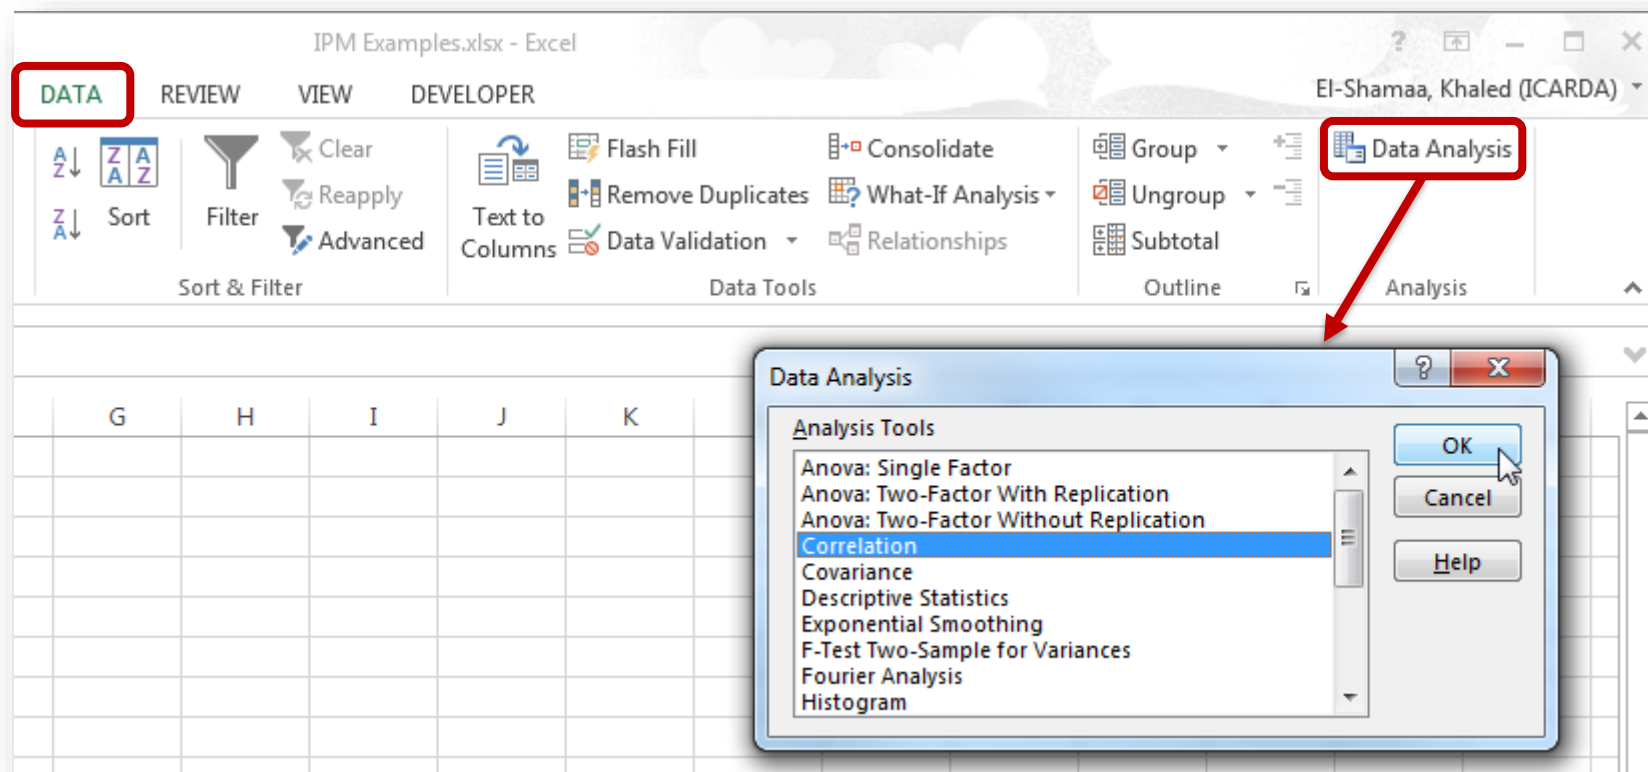 IPM Examples.xlsx - Excel
?
DATA REVIEW VIEW DEVELOPER
El-Shamaa, Khaled (ICARDA)
Sort
Filter
Clear
Reapply
Advanced
Sort & Filter
Text to
Columns
Flash Fill
Remove Duplicates
Data Validation
Consolidate
What-If Analysis
Relationships
Data Tools
Group
Ungroup
Subtotal
Outline
Data Analysis
Analysis
G H I J K
Data Analysis
?
Analysis Tools
Anova: Single Factor
Anova: Two-Factor With Replication
Anova: Two-Factor Without Replication
Correlation
Covariance
Descriptive Statistics
Exponential Smoothing
F-Test Two-Sample for Variances
Fourier Analysis
Histogram
OK
Cancel
Help